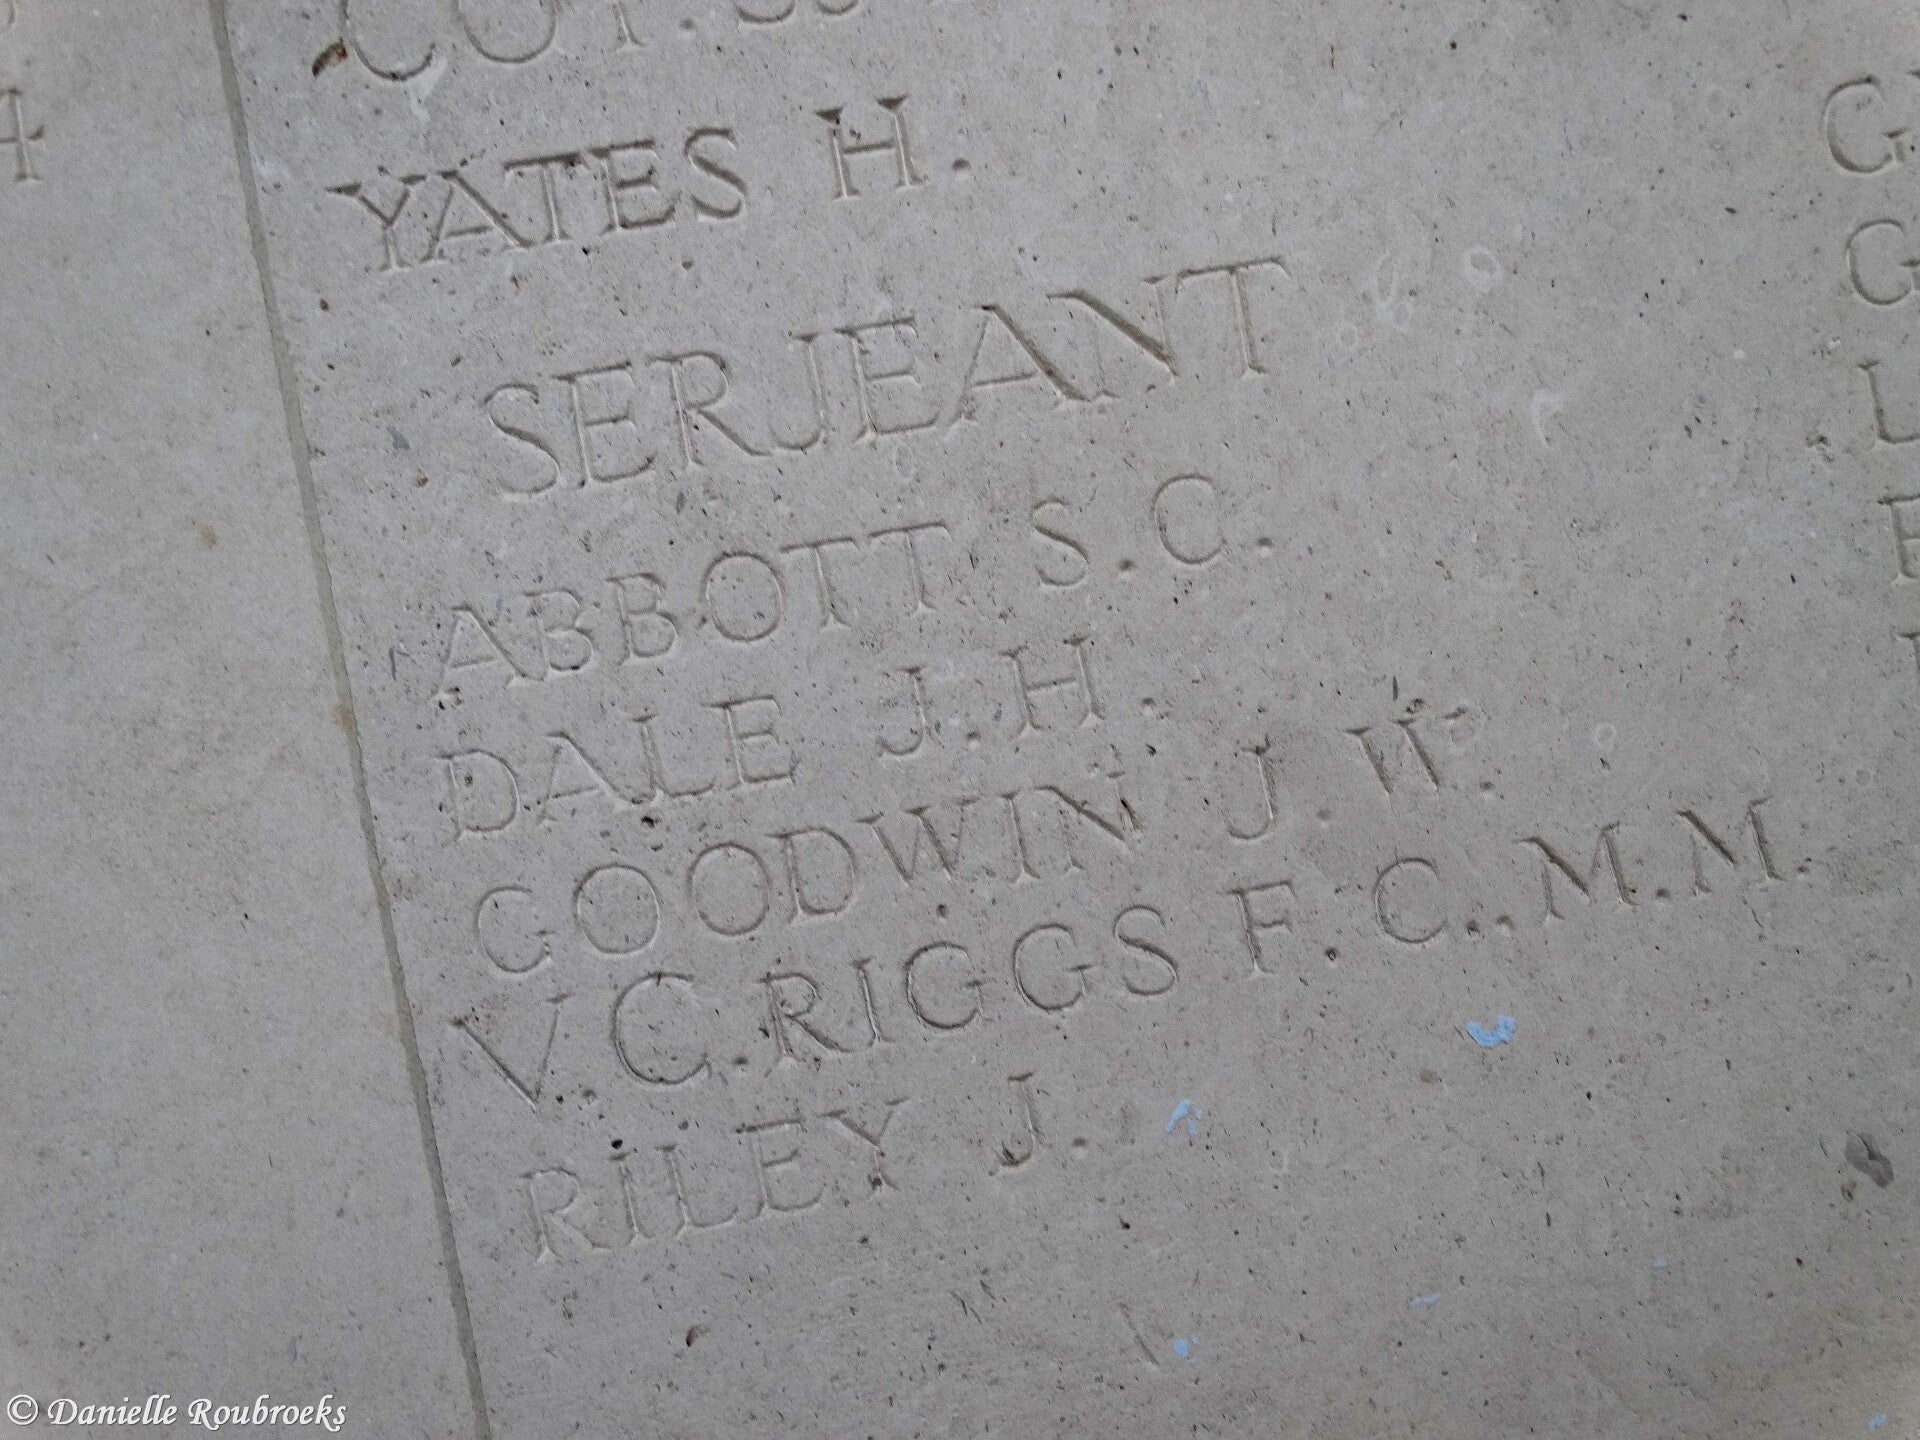 YATES H.
SERJEANT
ABBOTT S.C.
DALE J.H.
GOODWIN J.W.
V.C. RIGGS F.C., M.M.
RILEY J.
© Danielle Roubroeks